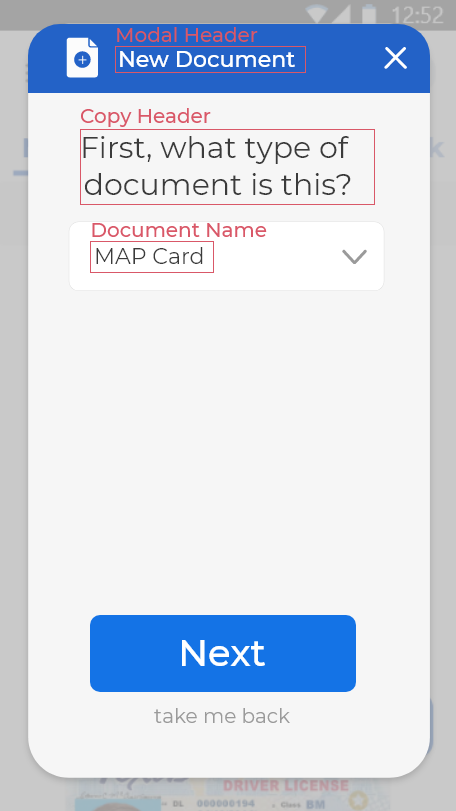 12:52
Modal Header
New Document
Copy Header
First, what type of
document is this?
Document Name
MAP Card
Next
take me back
DRIVER LICENSE
DL 000000194 Class BM